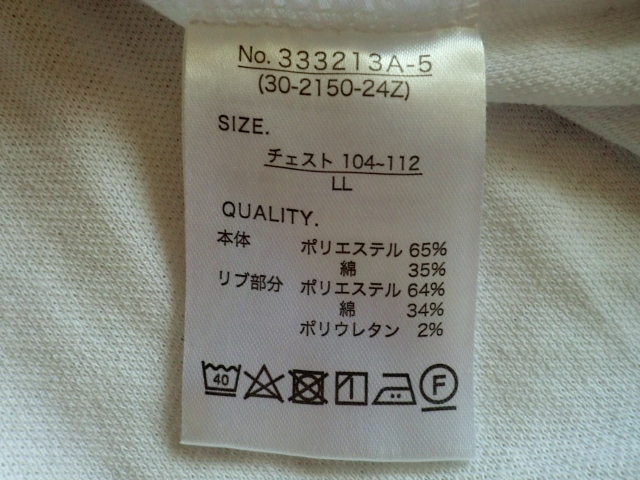 No. 333213A-5
(30-2150-24Z)
SIZE.
チェスト 104~112
LL
QUALITY.
本体 ポリエステル 65%
綿 35%
リブ部分 ポリエステル 64%
綿 34%
ポリウレタン 2%
40 F